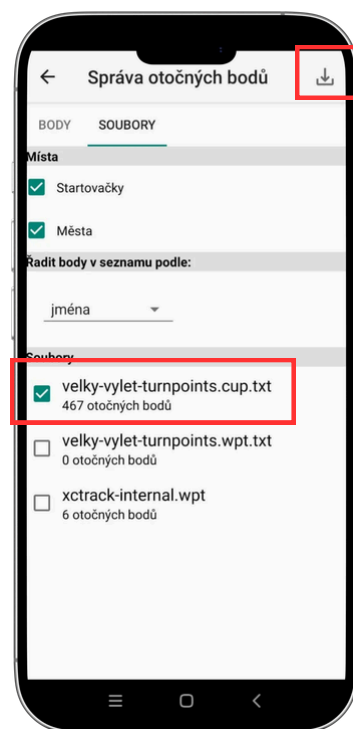 Správa otočných bodů
BODY SOUBORY
Místa
Startovačky
Města
Řadit body v seznamu podle:
jména
Soubory
velky-vylet-turnpoints.cup.txt
467 otočných bodů
velky-vylet-turnpoints.wpt.txt
0 otočných bodů
xctrack-internal.wpt
6 otočných bodů